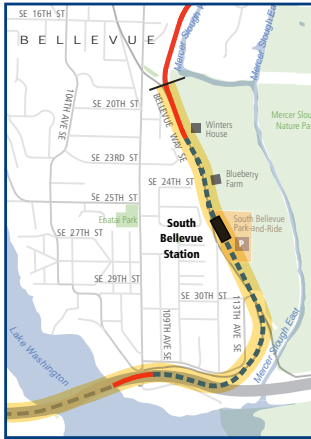 SE 16TH ST
BELLEVUE
Mercer Slough W
Mercer Slough East
104TH AVE SE
SE 20TH ST
BELLEVUE WAY SE
Winters
House
Mercer Slough
Nature Pa
SE 23RD ST
SE 24TH ST
Blueberry
Farm
SE 25TH ST
Enatai Park
South
Bellevue
Station
South Bellevue
Park-and-Ride
P
SE 27TH ST
SE 29TH ST
SE 30TH ST
109TH AVE SE
113TH AVE SE
Lake Washington
Mercer Slough East